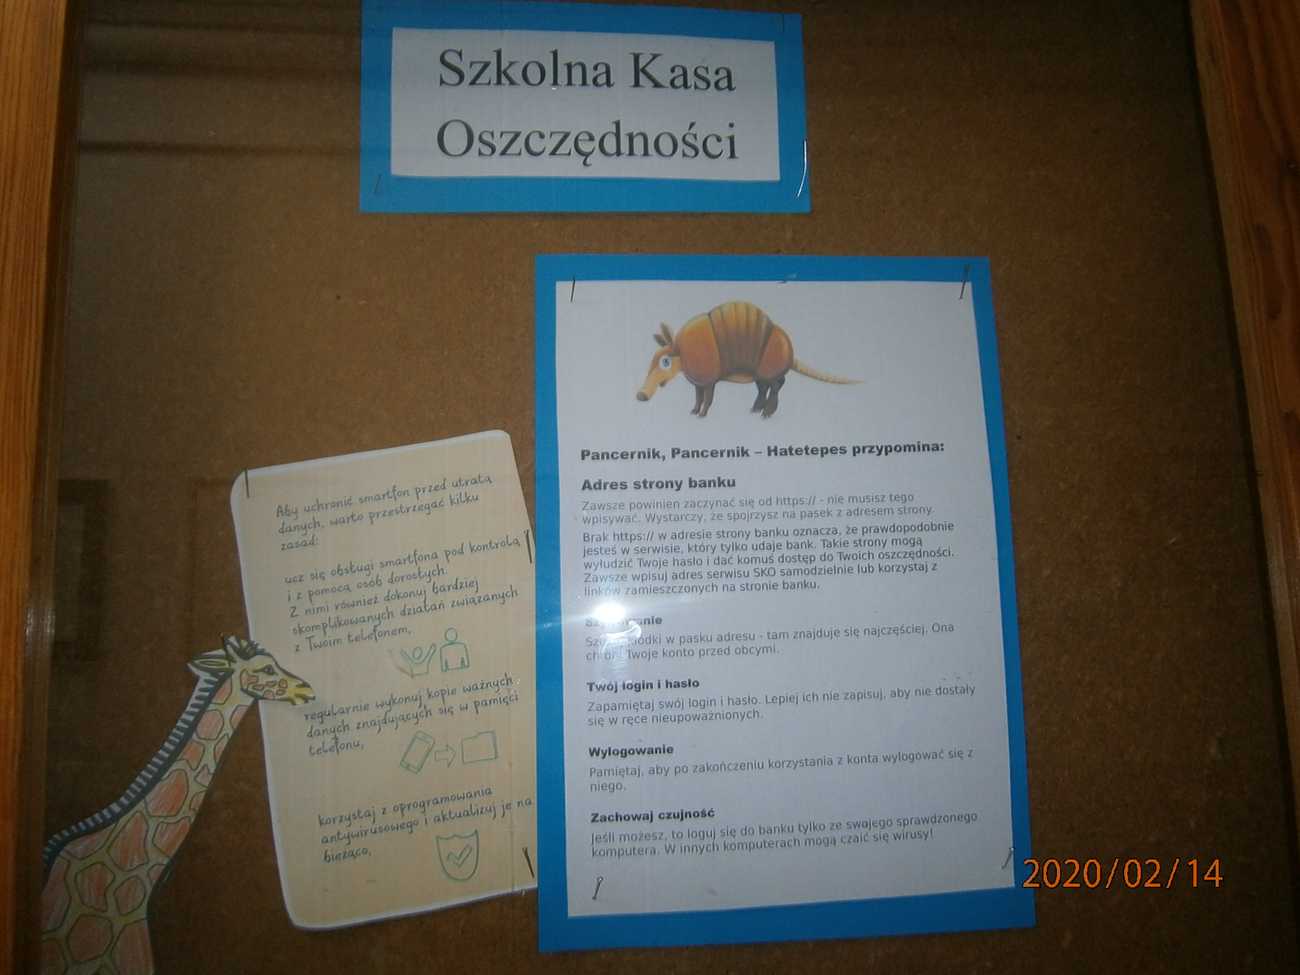 Szkolna Kasa
Oszczędności
Aby uchronić smartfon przed utratą
danych, warto przestrzegać kilku
zasad:
ucz się obsługi smartfona pod kontrolą
i z pomocą osób dorosłych.
Z nimi również dokonuj bardziej
skomplikowanych działań związanych
z Twoim telefonem,
regularnie wykonuj kopie ważnych
danych znajdujących się w pamięci
telefonu,
korzystaj z oprogramowania
antywirusowego i aktualizuj je na
bieżąco,
Pancernik, Pancernik – Hatetepes przypomina:
Adres strony banku
Zawsze powinien zaczynać się od https:// - nie musisz tego
wpisywać. Wystarczy, że spojrzysz na pasek z adresem strony.
Brak https:// w adresie strony banku oznacza, że prawdopodobnie
jesteś w serwisie, który tylko udaje bank. Takie strony mogą
wyłudzić Twoje hasło i dać komuś dostęp do Twoich oszczędności.
Zawsze wpisuj adres serwisu SKO samodzielnie lub korzystaj z
linków zamieszczonych na stronie banku.
w pasku adresu - tam znajduje się najczęściej. Ona
Twoje konto przed obcymi.
Twój login i hasło
Zapamiętaj swój login i hasło. Lepiej ich nie zapisuj, aby nie dostały
się w ręce nieupoważnionych.
Wylogowanie
Pamiętaj, aby po zakończeniu korzystania z konta wylogować się z
niego.
Zachowaj czujność
Jeśli możesz, to loguj się do banku tylko ze swojego sprawdzonego
komputera. W innych komputerach mogą czaić się wirusy!
2020/02/14